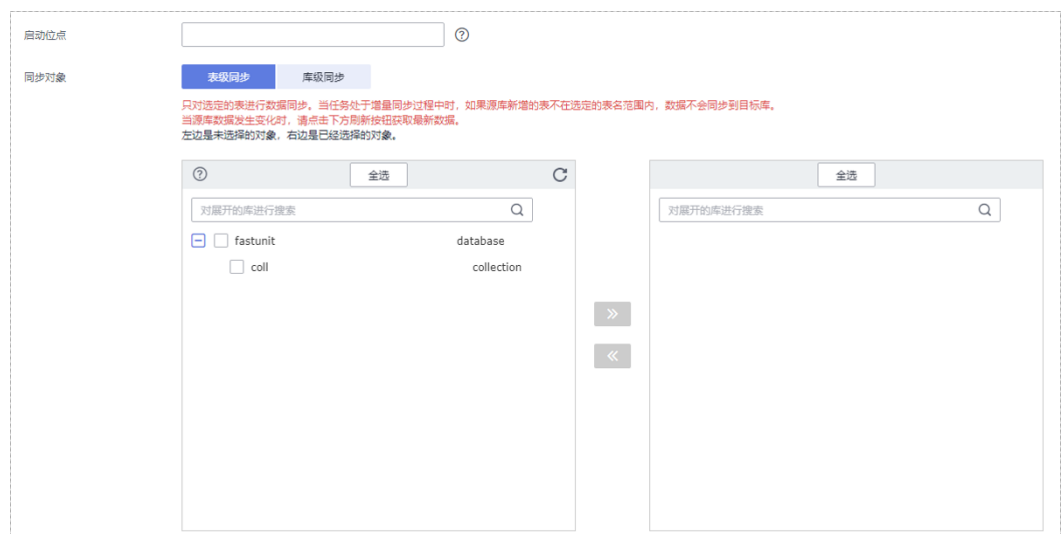 启动位点
同步对象
表级同步 库级同步
只对选定的表进行数据同步。当任务处于增量同步过程中时，如果源库新增的表不在选定的表名范围内，数据不会同步到目标库。
当源库数据发生变化时，请点击下方刷新按钮获取最新数据。
左边是未选择的对象，右边是已经选择的对象。
全选 全选
对展开的库进行搜索 对展开的库进行搜索
fastunit database
coll collection